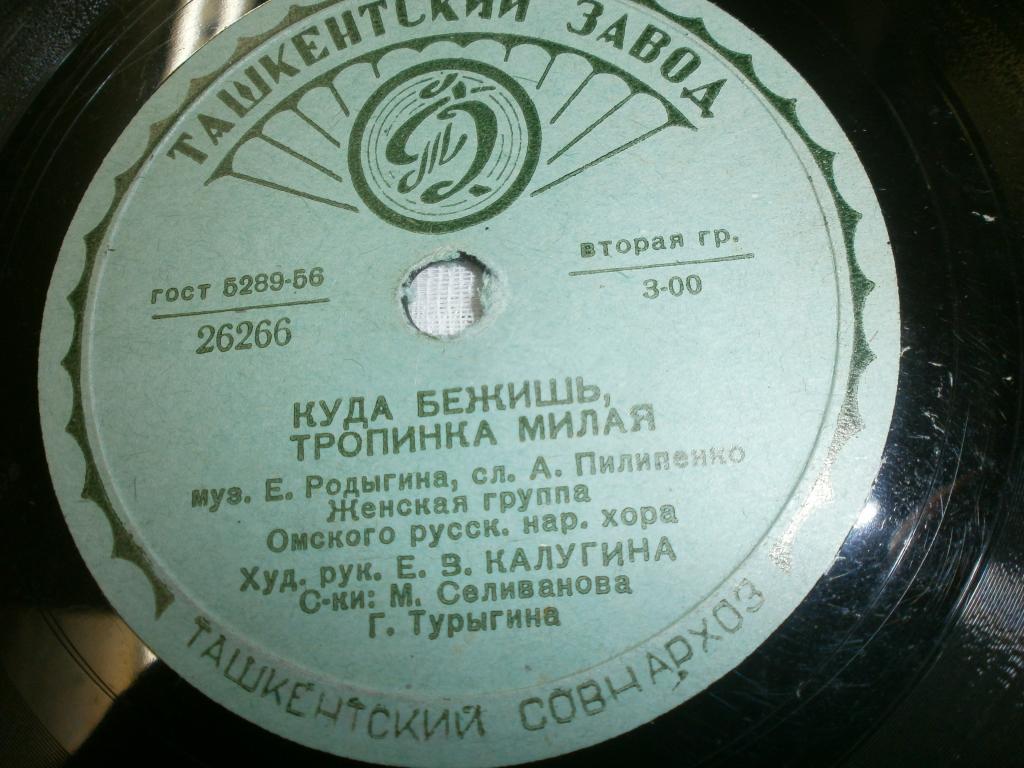 ТАШКЕНТСКИЙ ЗАВОД
гост 5289-56
26266
вторая гр.
3-00
КУДА БЕЖИШЬ,
ТРОПИНКА МИЛАЯ
муз. Е. Родыгина, сл. А. Пилипенко
Женская группа
Омского русск. нар. хора
Худ. рук. Е. В. КАЛУГИНА
С-ки: М. Селиванова
Г. Турыгина
ТАШКЕНТСКИЙ СОВНАРХОЗ